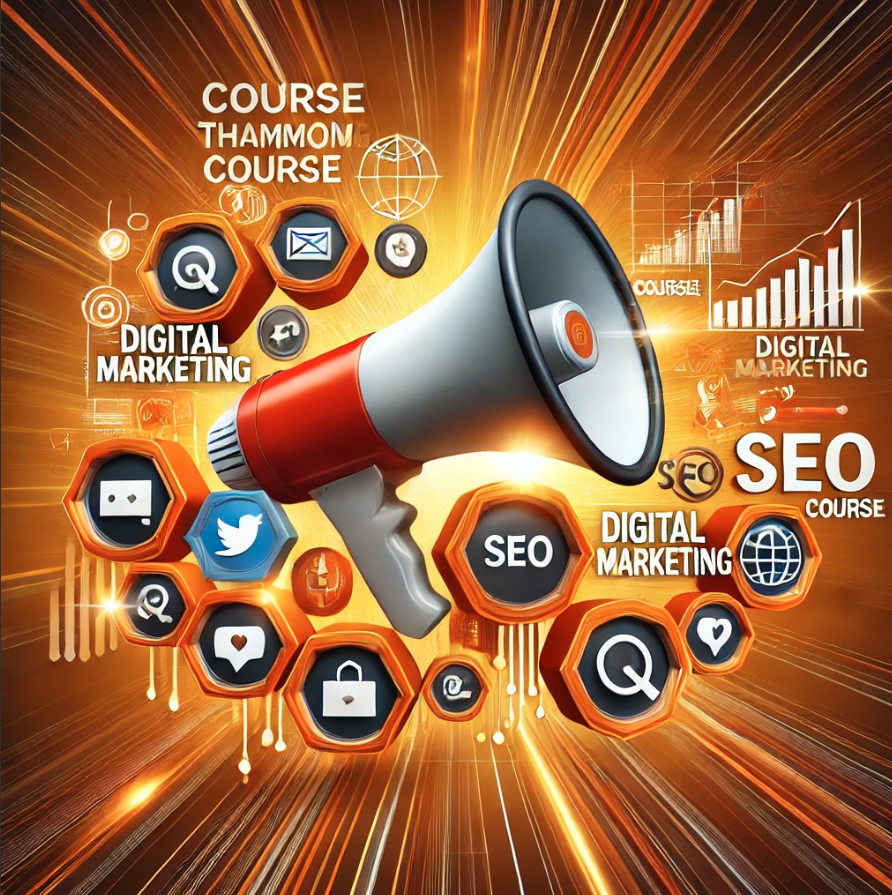 COURSE
THAMMON
COURSE
DIGITAL
MARKETING
DIGITAL
MARKETING
SEO
SEO
COURSE
SEO
DIGITAL
MARKETING